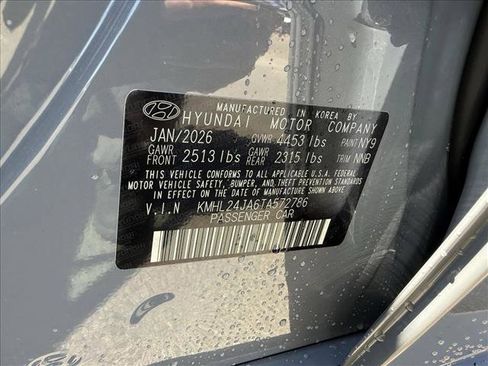 MANUFACTURED IN KOREA BY
HYUNDAI MOTOR COMPANY
JAN/2026 GVWR 4453 lbs PAINT NY9
GAWR FRONT 2513 lbs GAWR REAR 2315 lbs TRIM NNB
THIS VEHICLE CONFORMS TO ALL APPLICABLE U.S.A. FEDERAL
MOTOR VEHICLE SAFETY, BUMPER, AND THEFT PREVENTION STANDARDS
IN EFFECT ON THE DATE OF MANUFACTURE SHOWN ABOVE.
V.I.N KMHL24JA6TA572786
PASSENGER CAR